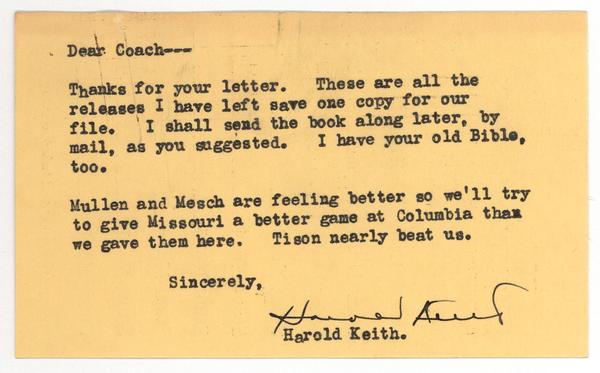 Dear Coach---
Thanks for your letter. These are all the
releases I have left save one copy for our
file. I shall send the book along later, by
mail, as you suggested. I have your old Bible,
too.
Mullen and Mesch are feeling better so we'll try
to give Missouri a better game at Columbia than
we gave them here. Tison nearly beat us.
Sincerely,
Harold Keith
Harold Keith.